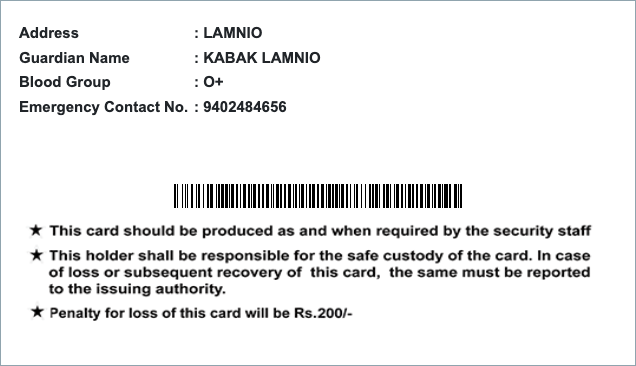 Address : LAMNIO
Guardian Name : KABAK LAMNIO
Blood Group : O+
Emergency Contact No. : 9402484656
★ This card should be produced as and when required by the security staff
★ This holder shall be responsible for the safe custody of the card. In case
of loss or subsequent recovery of this card, the same must be reported
to the issuing authority.
★ Penalty for loss of this card will be Rs.200/-